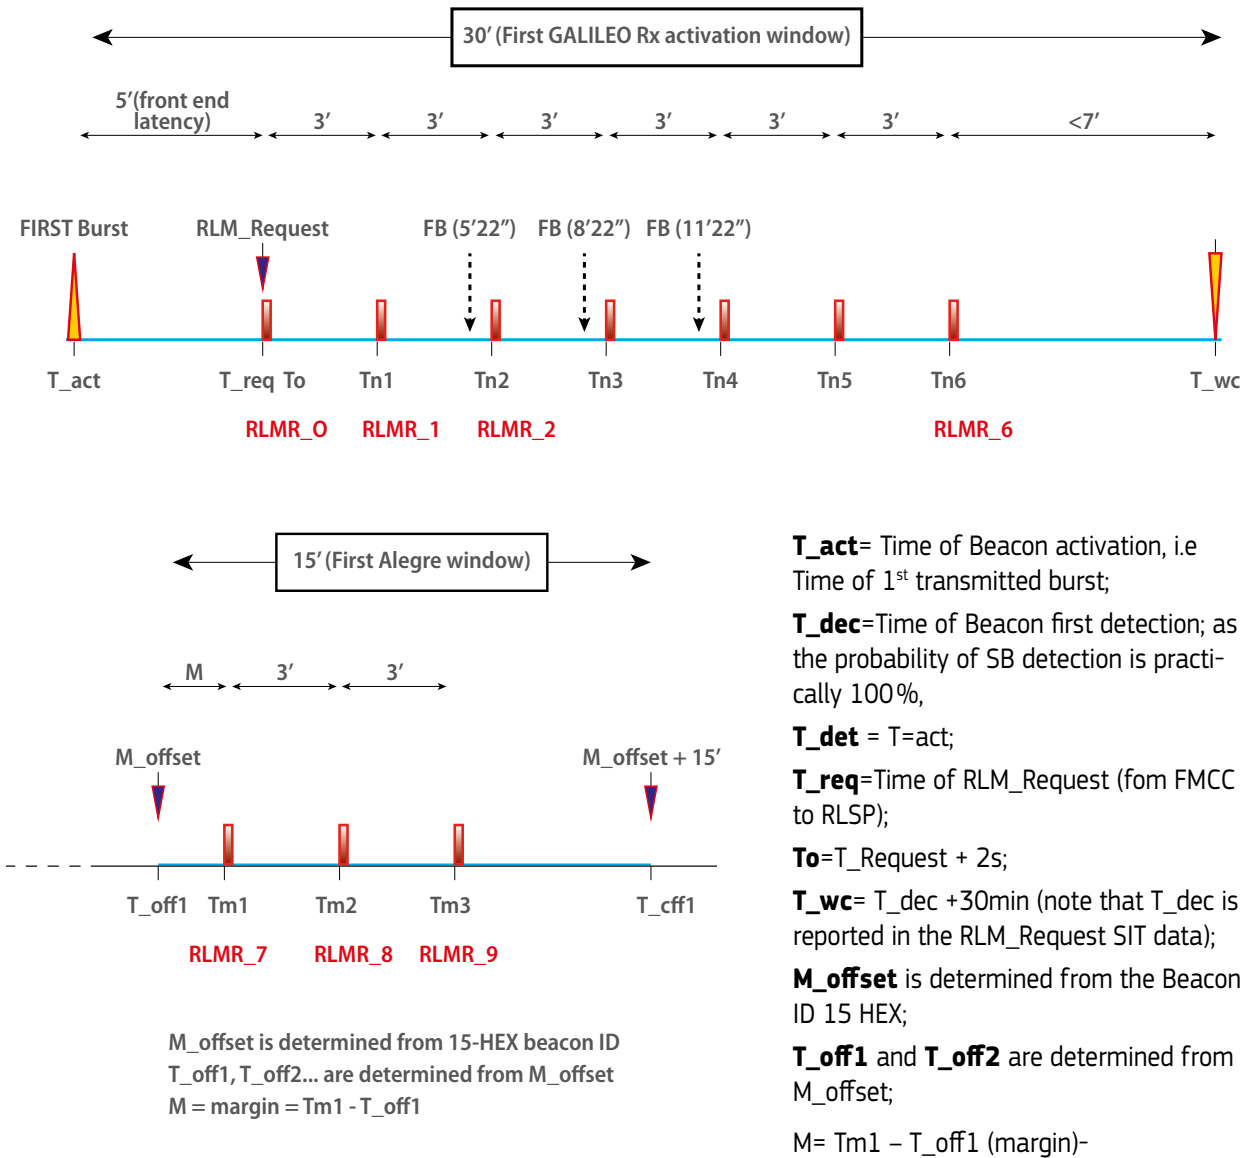 30′ (First GALILEO Rx activation window)
5′(front end
latency)
3′ 3′ 3′ 3′ 3′ 3′ <7′
FIRST Burst RLM_Request FB (5′22″) FB (8′22″) FB (11′22″)
T_act T_req To Tn1 Tn2 Tn3 Tn4 Tn5 Tn6 T_wc
RLMR_O RLMR_1 RLMR_2 RLMR_6
15′ (First Alegre window)
M 3′ 3′
M_offset M_offset + 15′
T_off1 Tm1 Tm2 Tm3 T_cff1
RLMR_7 RLMR_8 RLMR_9
M_offset is determined from 15-HEX beacon ID
T_off1, T_off2... are determined from M_offset
M = margin = Tm1 - T_off1
T_act= Time of Beacon activation, i.e
Time of 1st transmitted burst;
T_dec=Time of Beacon first detection; as
the probability of SB detection is practi-
cally 100%,
T_det = T=act;
T_req=Time of RLM_Request (fom FMCC
to RLSP);
To=T_Request + 2s;
T_wc= T_dec +30min (note that T_dec is
reported in the RLM_Request SIT data);
M_offset is determined from the Beacon
ID 15 HEX;
T_off1 and T_off2 are determined from
M_offset;
M= Tm1 – T_off1 (margin)-